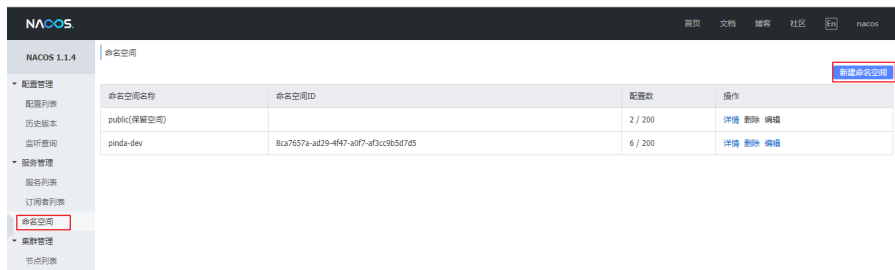 NACOS.
首页 文档 博客 社区 En nacos
NACOS 1.1.4
命名空间
新建命名空间
配置管理
配置列表
历史版本
监听查询
服务管理
服务列表
订阅者列表
命名空间
集群管理
节点列表
命名空间名称 命名空间ID 配置数 操作
public(保留空间) 2 / 200 详情 删除 编辑
pinda-dev 8ca7657a-ad29-4f47-a0f7-af3cc9b5d7d5 6 / 200 详情 删除 编辑